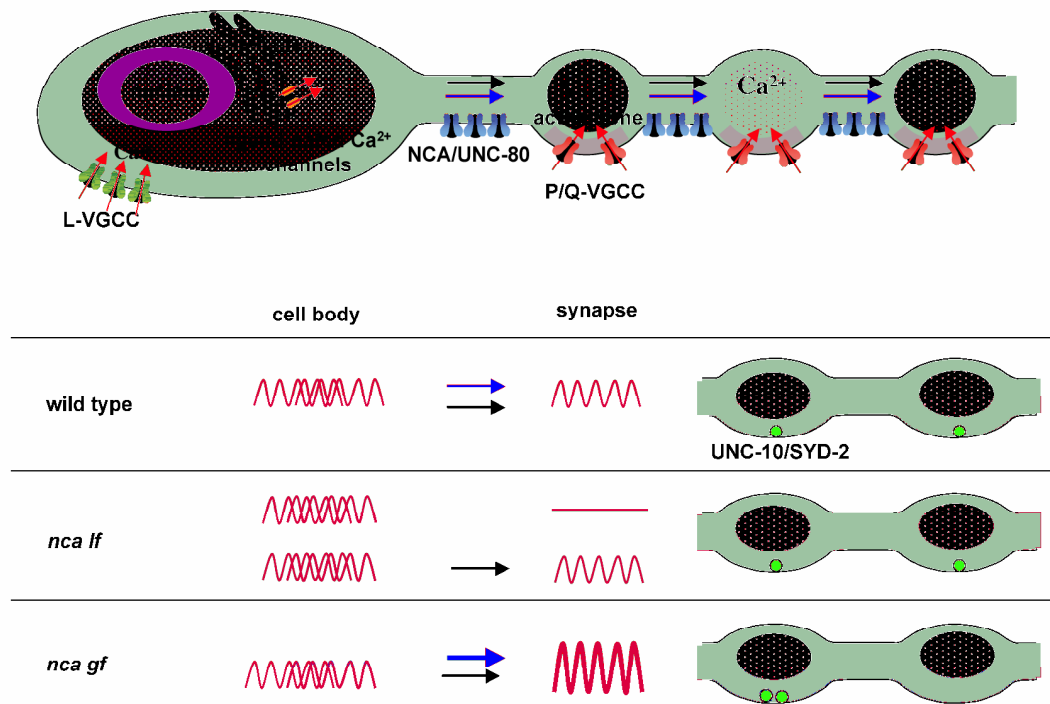 Ca²⁺
Ca²⁺
channels
NCA/UNC-80
P/Q-VGCC
L-VGCC
cell body synapse
wild type
UNC-10/SYD-2
nca lf
nca gf